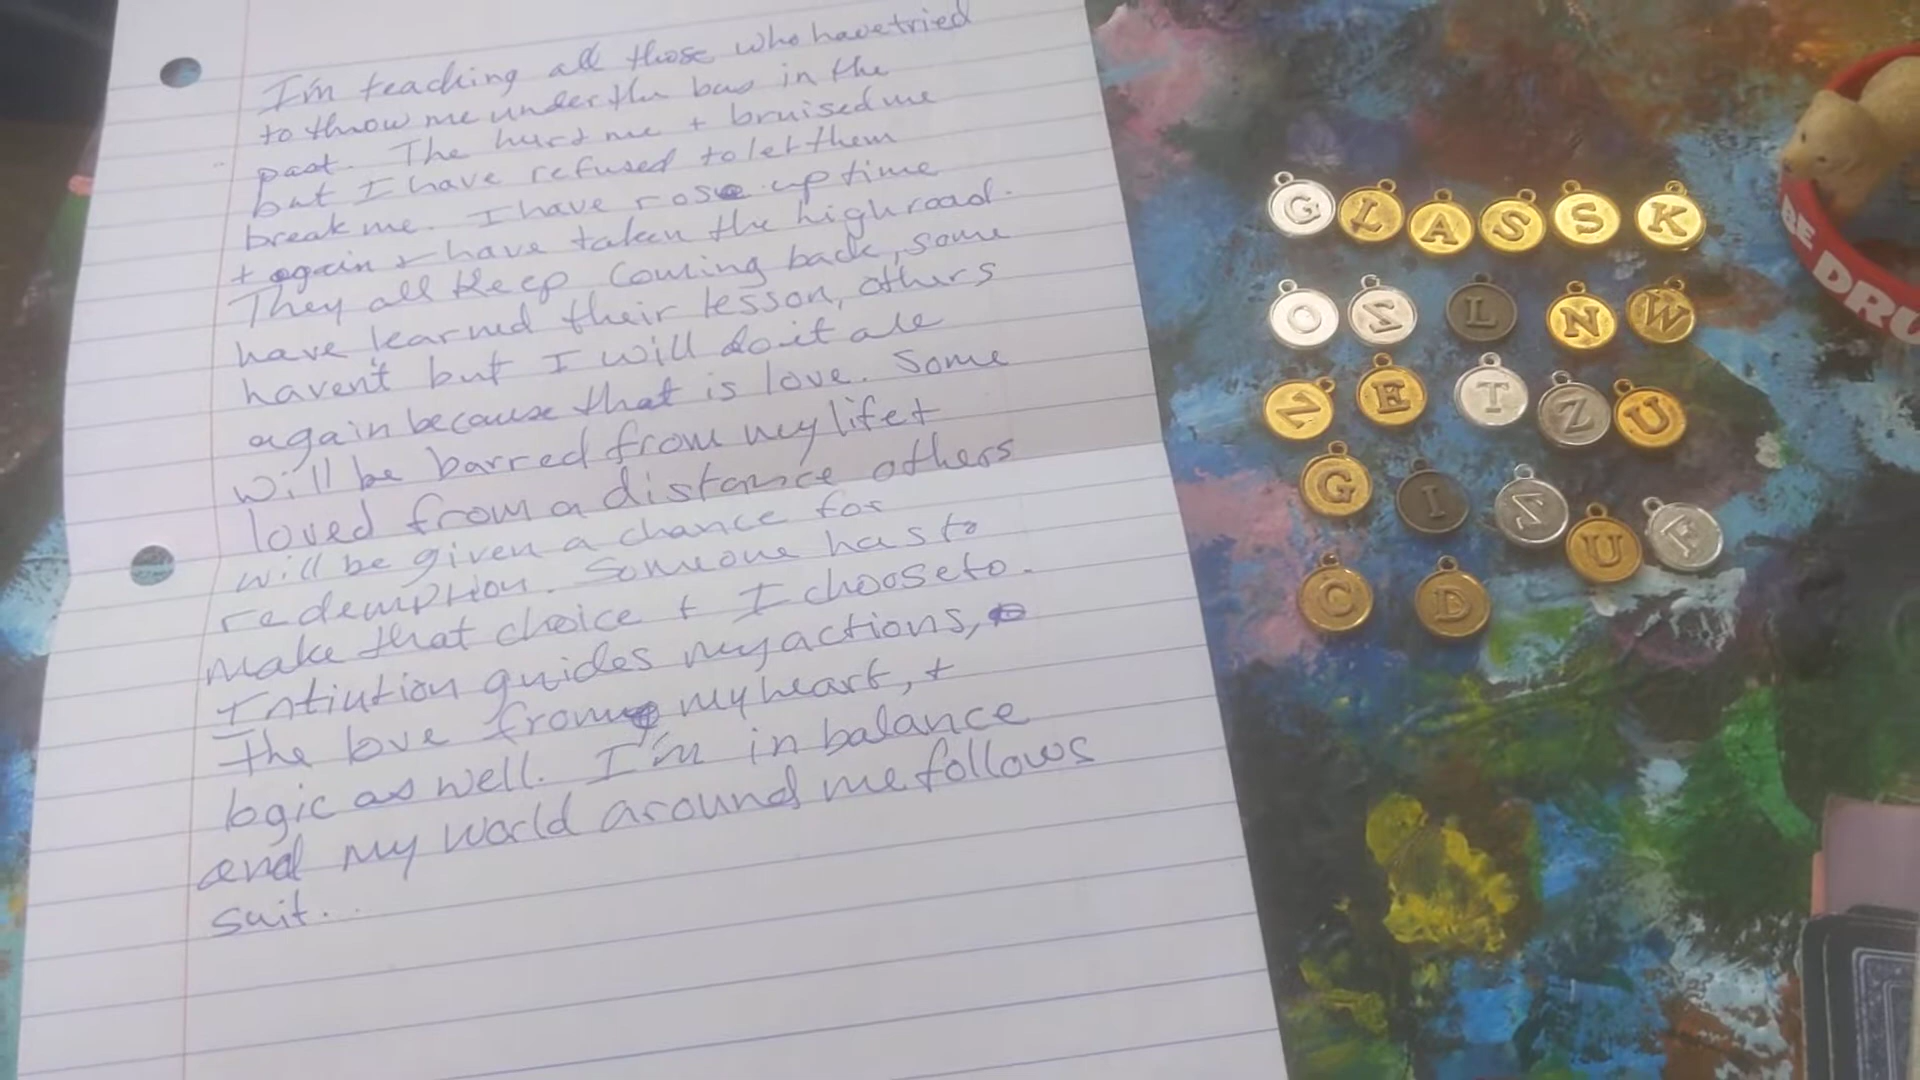 I'm teaching all those who have tried
to throw me under the bus in the
past. The hurt me + bruised me
but I have refused to let them
break me. I have rose up time
+ again + have taken the high road.
They all keep coming back, some
have learned their lesson, others
haven't but I will do it all
again because that is love. Some
will be barred from my life +
loved from a distance others
will be given a chance for
redemption. Someone has to
make that choice + I choose to.
Intiution guides my actions,
the love from my heart, +
logic as well. I'm in balance
and my world around me follows
suit...
G L A S S K
O Z L N W
Z E T Z U
G I Z U F
C D
BE DRU